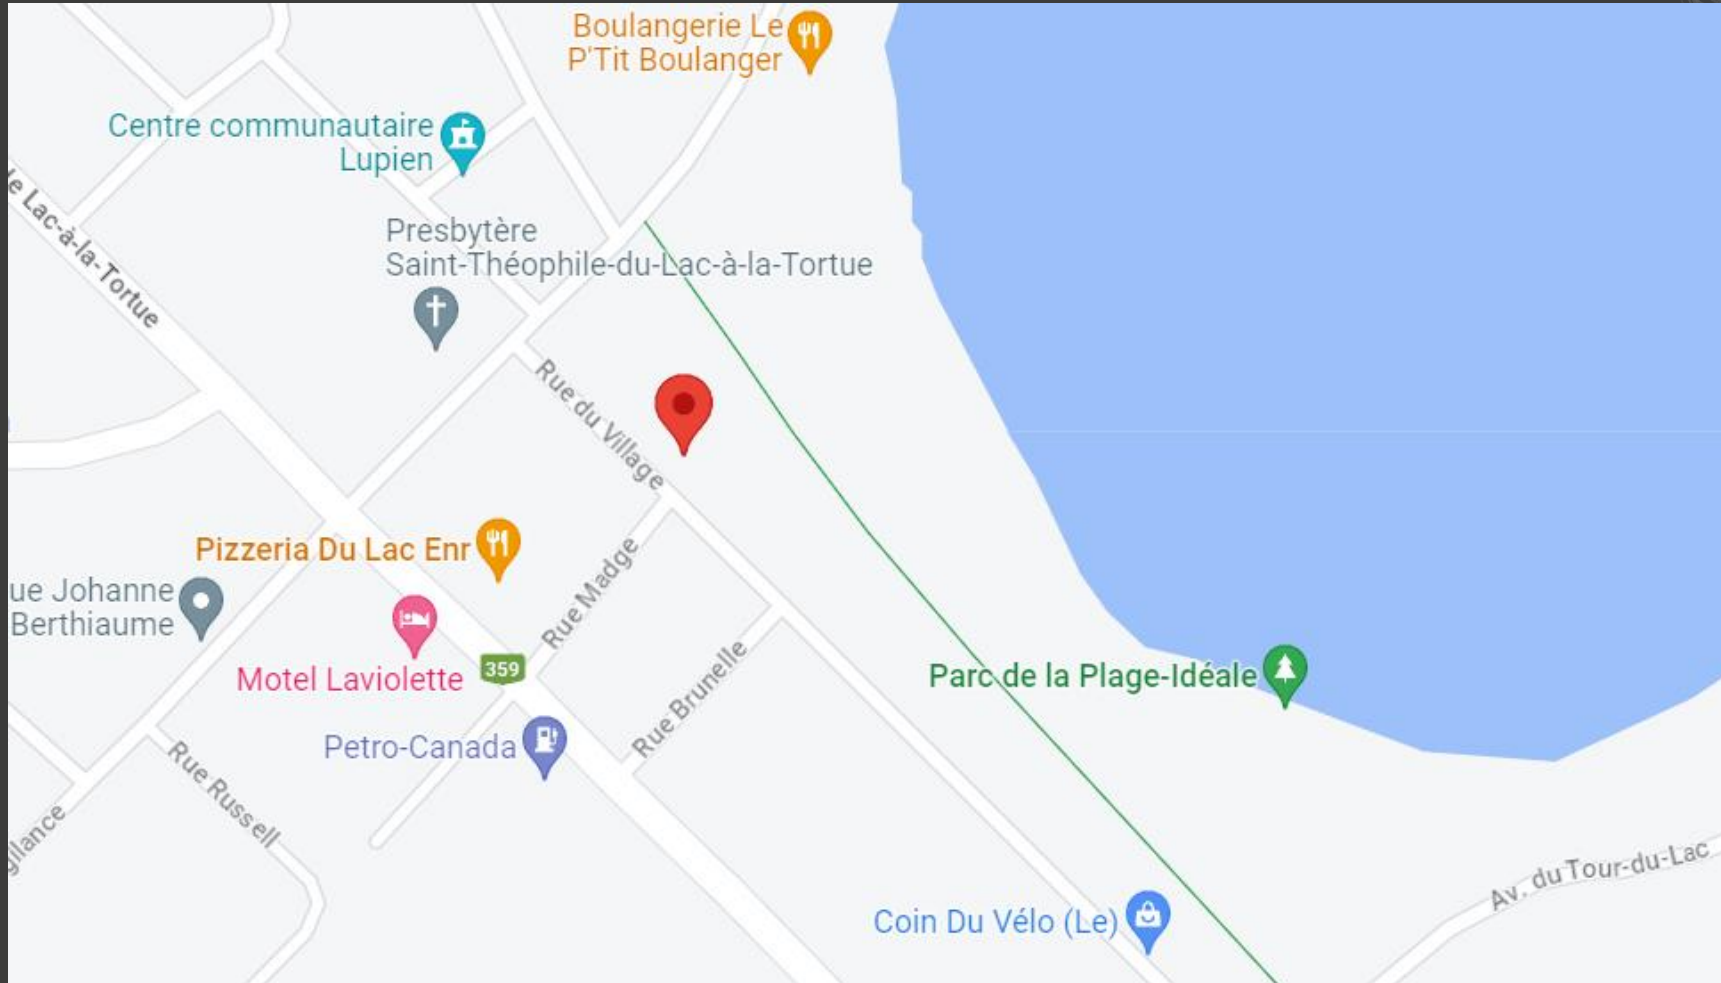 Boulangerie Le
P'Tit Boulanger
Centre communautaire
Lupien
Lac-à-la-Tortue
Presbytère
Saint-Théophile-du-Lac-à-la-Tortue
Rue du Village
Pizzeria Du Lac Enr
Rue Madge
ue Johanne
Berthiaume
Motel Laviolette
359
Rue Brunelle
Parc de la Plage-Idéale
Petro-Canada
Rue Russell
Av. du Tour-du-Lac
Coin Du Vélo (Le)